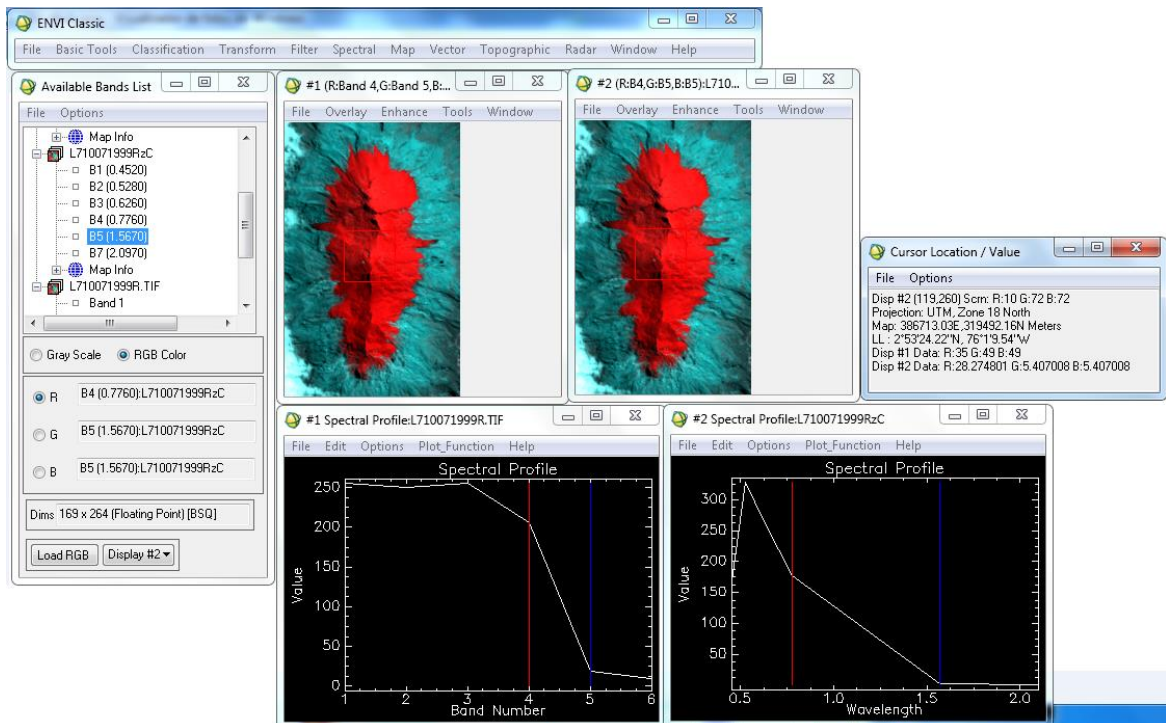 ENVI Classic
File Basic Tools Classification Transform Filter Spectral Map Vector Topographic Radar Window Help
Available Bands List
File Options
Map Info
L710071999RzC
B1 (0.4520)
B2 (0.5280)
B3 (0.6260)
B4 (0.7760)
B5 (1.5670)
B7 (2.0970)
Map Info
L710071999R.TIF
Band 1
Gray Scale RGB Color
R B4 (0.7760):L710071999RzC
G B5 (1.5670):L710071999RzC
B B5 (1.5670):L710071999RzC
Dims 169 x 264 (Floating Point) [BSQ]
Load RGB Display #2
#1 (R:Band 4,G:Band 5,B:...
File Overlay Enhance Tools Window
#2 (R:B4,G:B5,B:B5):L710...
File Overlay Enhance Tools Window
Cursor Location / Value
File Options
Disp #2 (119,260) Scrn: R:10 G:72 B:72
Projection: UTM, Zone 18 North
Map: 386713.03E,319492.16N Meters
LL : 2°53'24.22"N, 76°1'9.54"W
Disp #1 Data: R:35 G:49 B:49
Disp #2 Data: R:28.274801 G:5.407008 B:5.407008
#1 Spectral Profile:L710071999R.TIF
File Edit Options Plot_Function Help
Spectral Profile
250
200
150
100
50
0
Value
1 2 3 4 5 6
Band Number
#2 Spectral Profile:L710071999RzC
File Edit Options Plot_Function Help
Spectral Profile
300
250
200
150
100
50
Value
0.5 1.0 1.5 2.0
Wavelength